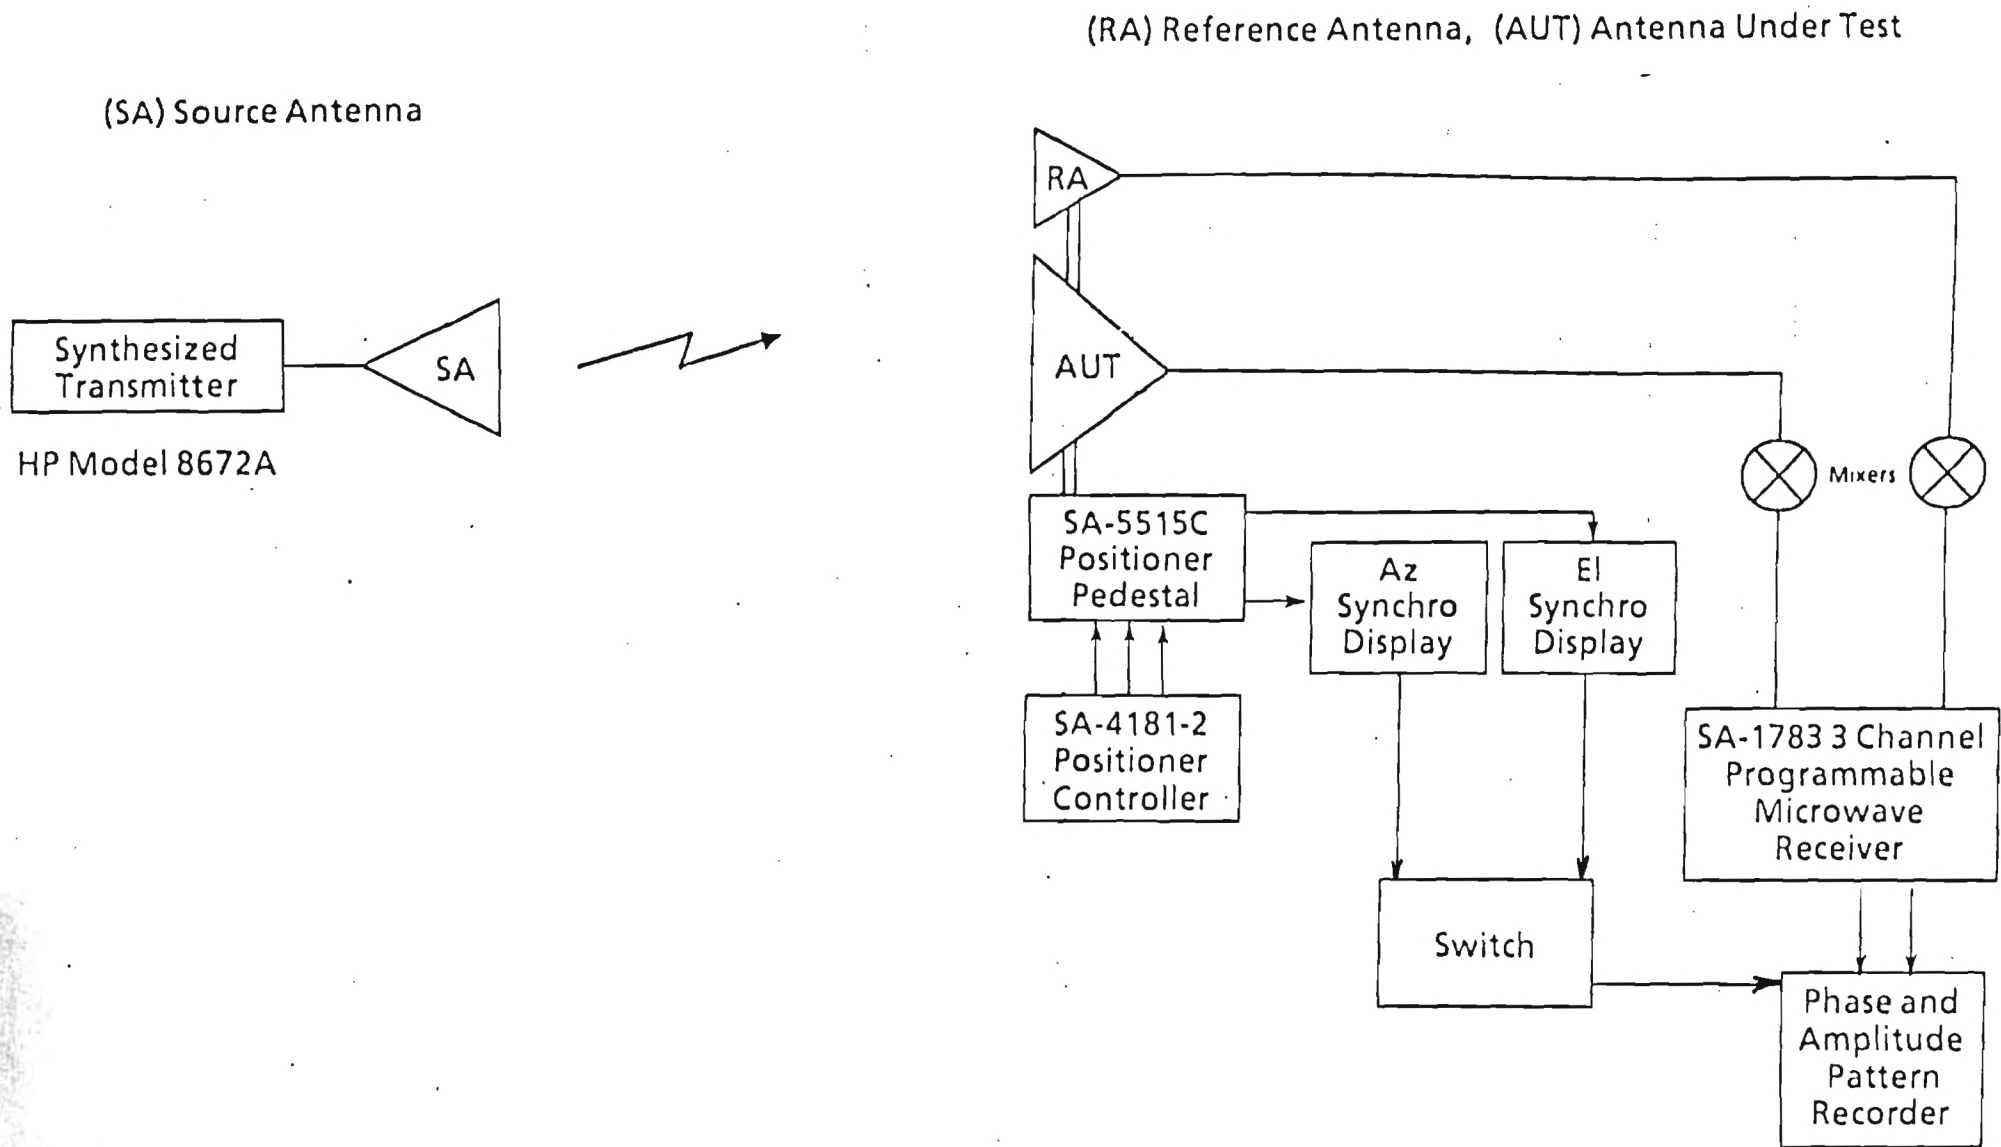 (RA) Reference Antenna, (AUT) Antenna Under Test
(SA) Source Antenna
RA
Synthesized
Transmitter
SA
AUT
HP Model 8672A
Mixers
SA-5515C
Positioner
Pedestal
Az
Synchro
Display
El
Synchro
Display
SA-4181-2
Positioner
Controller
SA-1783 3 Channel
Programmable
Microwave
Receiver
Switch
Phase and
Amplitude
Pattern
Recorder